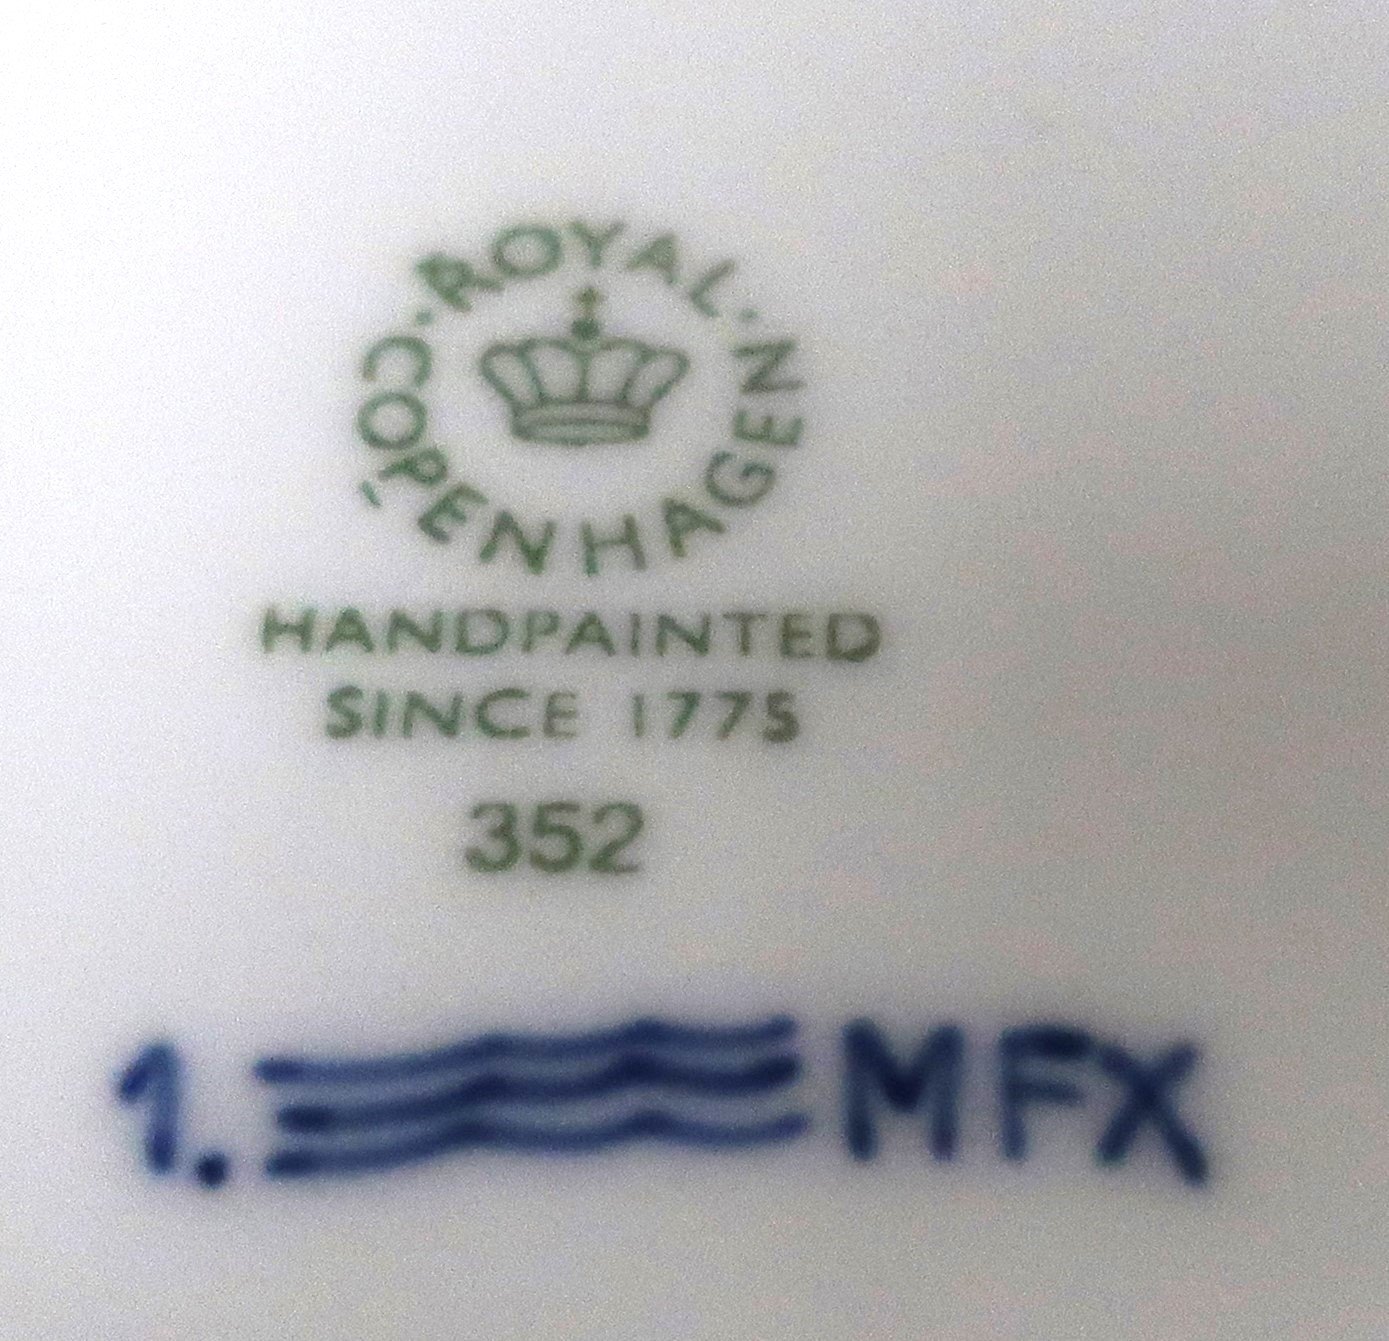 ROYAL
COPENHAGEN
HANDPAINTED
SINCE 1775
352
1. MFX